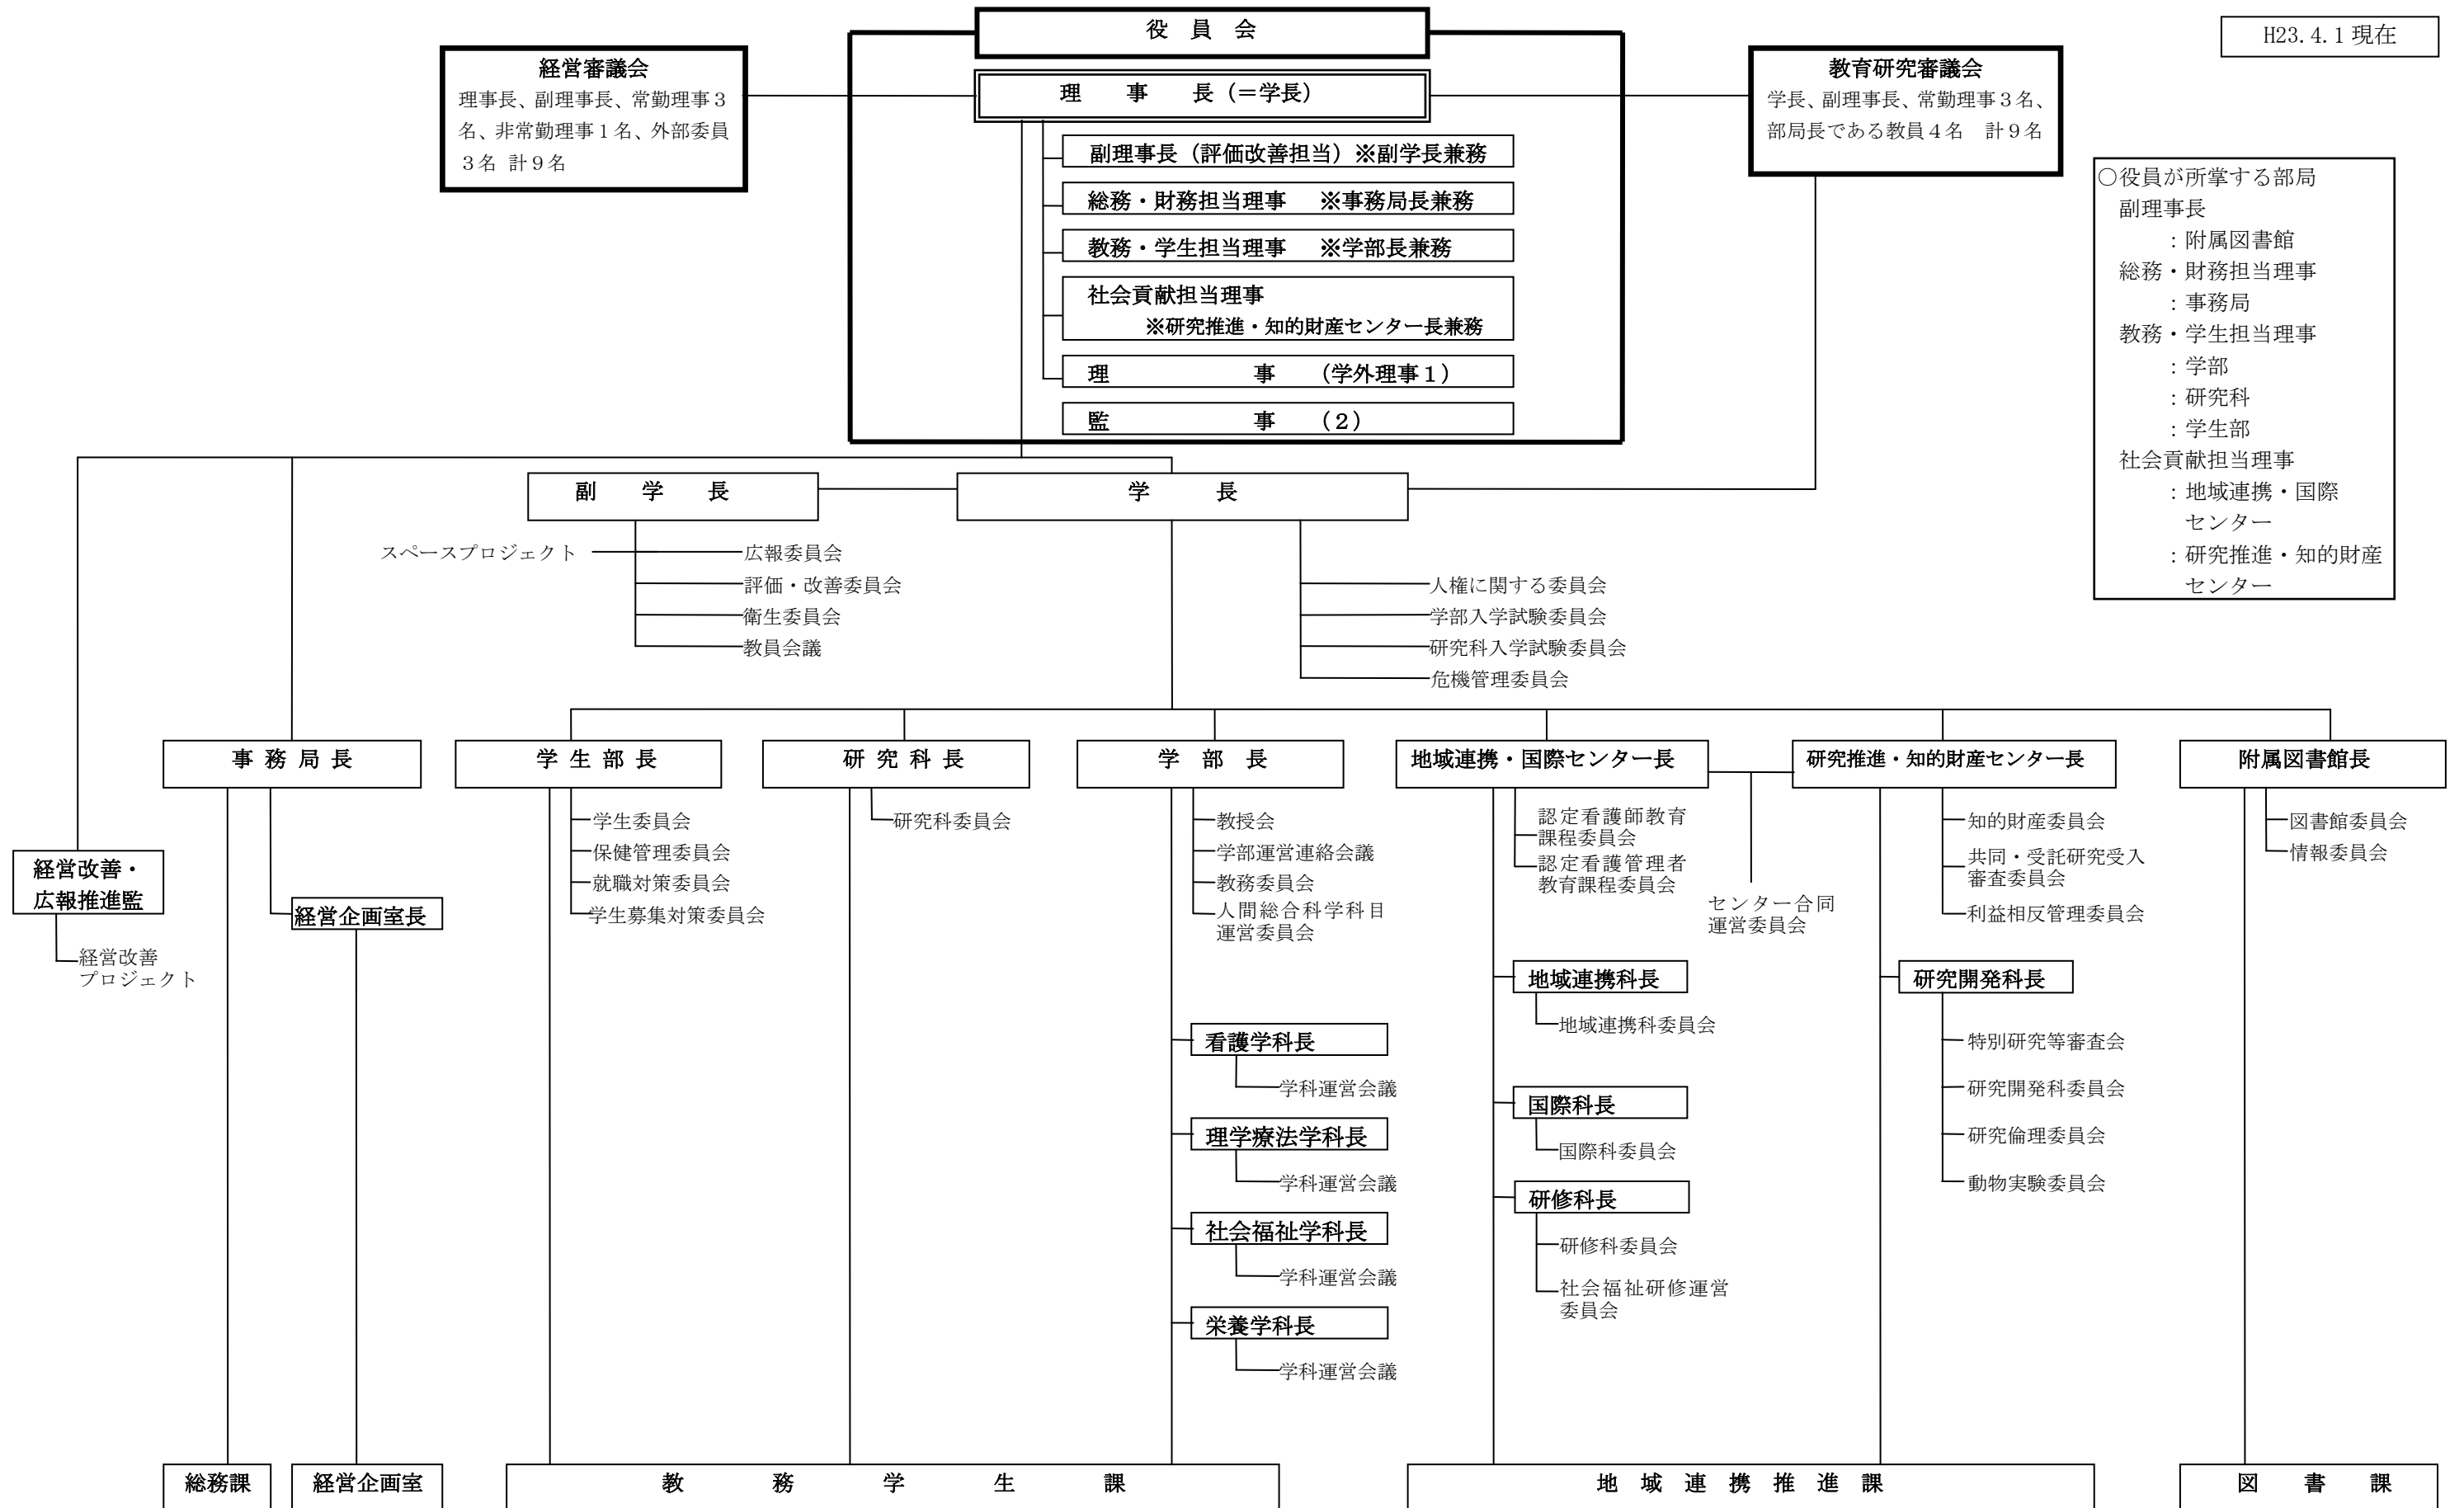 役員会
H23.4.1現在
経営審議会
理事長、副理事長、常勤理事３
名、非常勤理事１名、外部委員
３名 計９名
理事長（＝学長）
教育研究審議会
学長、副理事長、常勤理事３名、
部局長である教員４名　計９名
副理事長（評価改善担当）※副学長兼務
総務・財務担当理事　※事務局長兼務
教務・学生担当理事　※学部長兼務
社会貢献担当理事
※研究推進・知的財産センター長兼務
理事　（学外理事１）
監事　（２）
○役員が所掌する部局
副理事長
：附属図書館
総務・財務担当理事
：事務局
教務・学生担当理事
：学部
：研究科
：学生部
社会貢献担当理事
：地域連携・国際
センター
：研究推進・知的財産
センター
副学長
学長
スペースプロジェクト
広報委員会
評価・改善委員会
衛生委員会
教員会議
人権に関する委員会
学部入学試験委員会
研究科入学試験委員会
危機管理委員会
事務局長
学生部長
研究科長
学部長
地域連携・国際センター長
研究推進・知的財産センター長
附属図書館長
経営改善・
広報推進監
経営改善
プロジェクト
経営企画室長
学生委員会
保健管理委員会
就職対策委員会
学生募集対策委員会
研究科委員会
教授会
学部運営連絡会議
教務委員会
人間総合科学科目
運営委員会
認定看護師教育
課程委員会
認定看護管理者
教育課程委員会
センター合同
運営委員会
知的財産委員会
共同・受託研究受入
審査委員会
利益相反管理委員会
図書館委員会
情報委員会
看護学科長
学科運営会議
理学療法学科長
学科運営会議
社会福祉学科長
学科運営会議
栄養学科長
学科運営会議
地域連携科長
地域連携科委員会
国際科長
国際科委員会
研修科長
研修科委員会
社会福祉研修運営
委員会
研究開発科長
特別研究等審査会
研究開発科委員会
研究倫理委員会
動物実験委員会
総務課
経営企画室
教務学生課
地域連携推進課
図書課